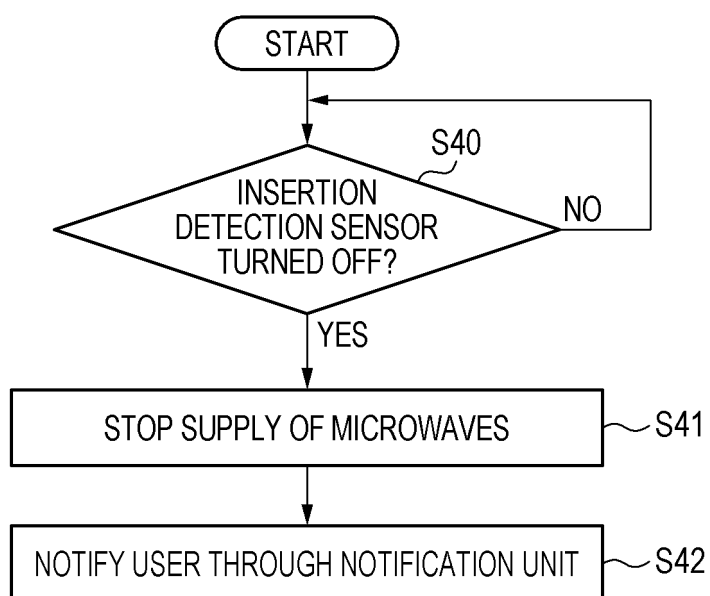 START
S40
INSERTION
DETECTION SENSOR
TURNED OFF?
NO
YES
STOP SUPPLY OF MICROWAVES
S41
NOTIFY USER THROUGH NOTIFICATION UNIT
S42